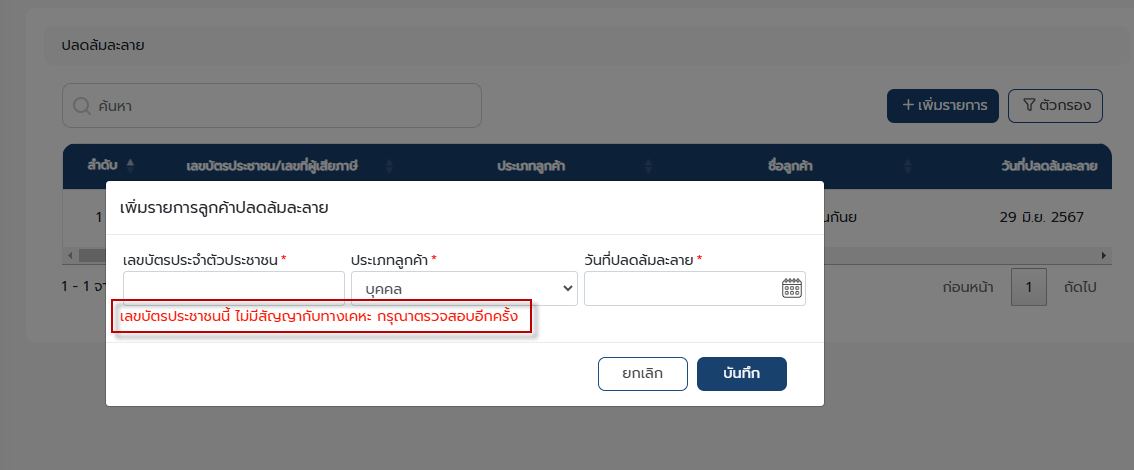 ปลดล้มละลาย
ค้นหา
เพิ่มรายการ
ตัวกรอง
ลำดับ เลขบัตรประชาชน/เลขที่ผู้เสียภาษี ประเภทลูกค้า ชื่อลูกค้า วันที่ปลดล้มละลาย
1 29 มิ.ย. 2567
เพิ่มรายการลูกค้าปลดล้มละลาย
เลขบัตรประจำตัวประชาชน * ประเภทลูกค้า * วันที่ปลดล้มละลาย *
บุคคล
1 - 1 ก่อนหน้า 1 ถัดไป
เลขบัตรประชาชนนี้ ไม่มีสัญญากับทางเคหะ กรุณาตรวจสอบอีกครั้ง
ยกเลิก บันทึก